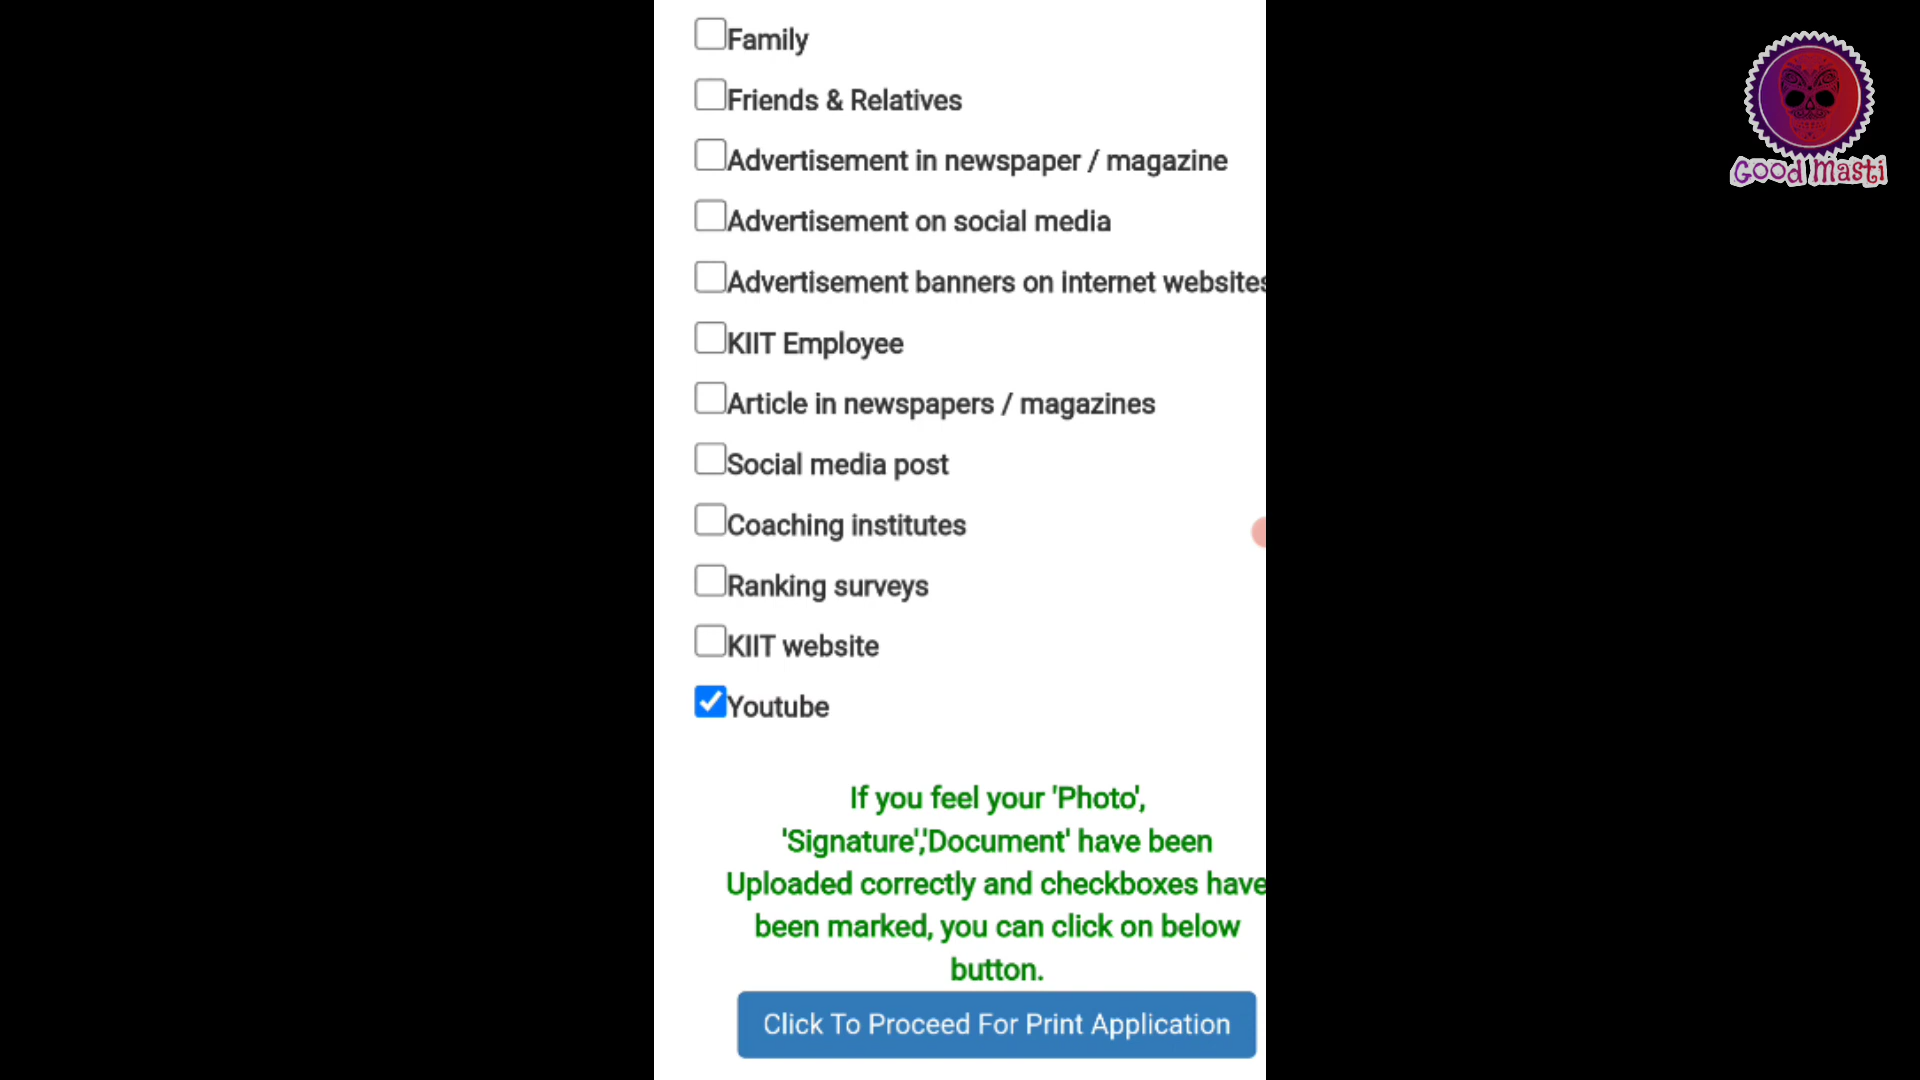 Family
Friends & Relatives
Advertisement in newspaper / magazine
Advertisement on social media
Advertisement banners on internet websites
KIIT Employee
Article in newspapers / magazines
Social media post
Coaching institutes
Ranking surveys
KIIT website
Youtube
If you feel your 'Photo',
'Signature','Document' have been
Uploaded correctly and checkboxes have
been marked, you can click on below
button.
Click To Proceed For Print Application
Good Masti